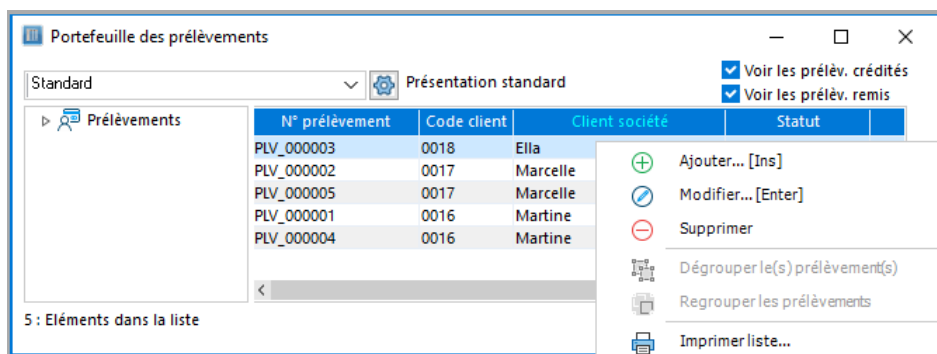 Portefeuille des prélèvements
Standard
Présentation standard
Voir les prélèv. crédités
Voir les prélèv. remis
Prélèvements
N° prélèvement Code client Client société Statut
PLV_000003 0018 Ella
PLV_000002 0017 Marcelle
PLV_000005 0017 Marcelle
PLV_000001 0016 Martine
PLV_000004 0016 Martine
Ajouter... [Ins]
Modifier... [Enter]
Supprimer
Dégrouper le(s) prélèvement(s)
Regrouper les prélèvements
Imprimer liste...
5 : Eléments dans la liste